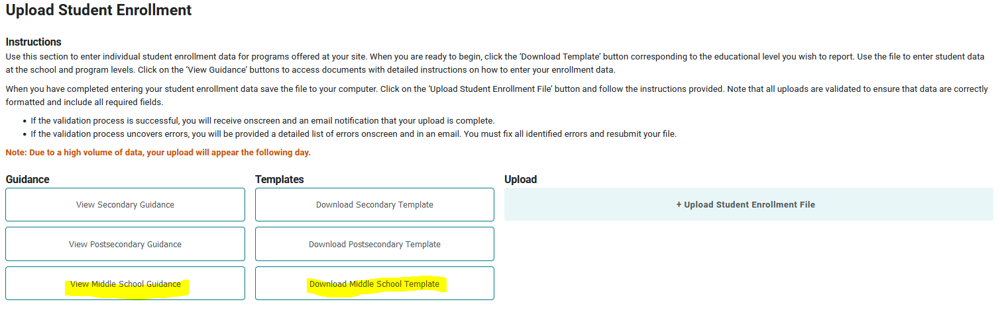 Upload Student Enrollment
Instructions
Use this section to enter individual student enrollment data for programs offered at your site. When you are ready to begin, click the ‘Download Template’ button corresponding to the educational level you wish to report. Use the file to enter student data
at the school and program levels. Click on the ‘View Guidance’ buttons to access documents with detailed instructions on how to enter your enrollment data.
When you have completed entering your student enrollment data save the file to your computer. Click on the ‘Upload Student Enrollment File’ button and follow the instructions provided. Note that all uploads are validated to ensure that data are correctly
formatted and include all required fields.
• If the validation process is successful, you will receive onscreen and an email notification that your upload is complete.
• If the validation process uncovers errors, you will be provided a detailed list of errors onscreen and in an email. You must fix all identified errors and resubmit your file.
Note: Due to a high volume of data, your upload will appear the following day.
Guidance
View Secondary Guidance
View Postsecondary Guidance
View Middle School Guidance
Templates
Download Secondary Template
Download Postsecondary Template
Download Middle School Template
Upload
+ Upload Student Enrollment File